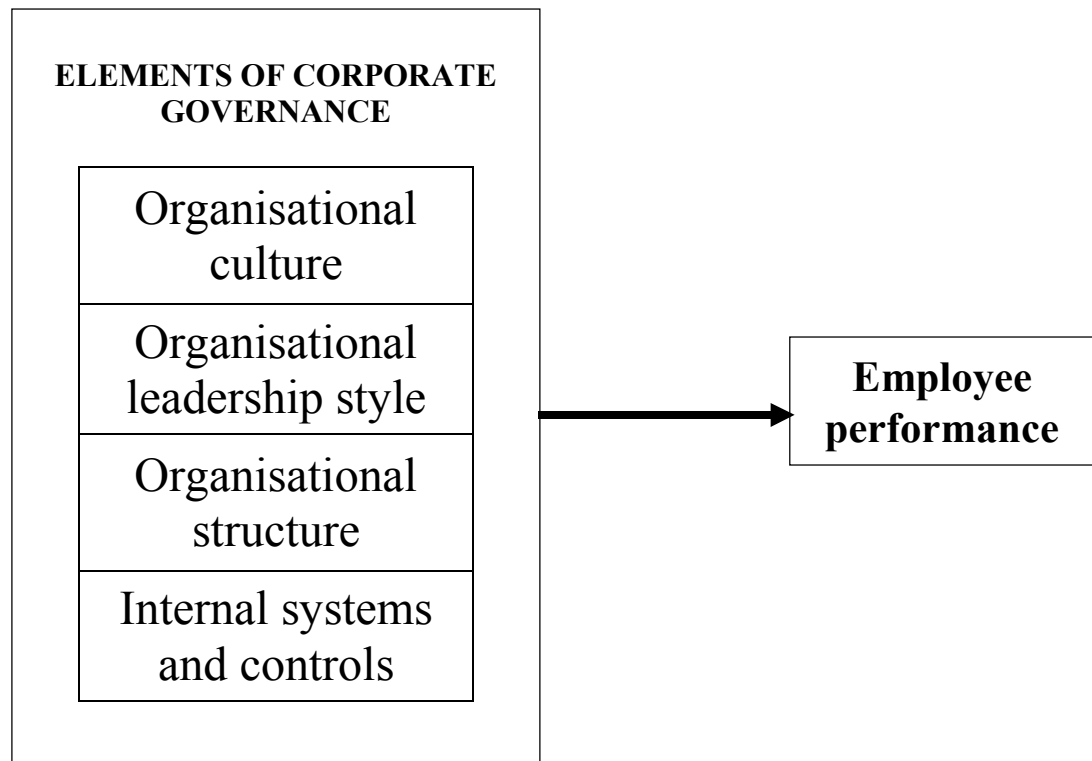 ELEMENTS OF CORPORATE
GOVERNANCE
Organisational
culture
Organisational
leadership style
Organisational
structure
Internal systems
and controls
Employee
performance